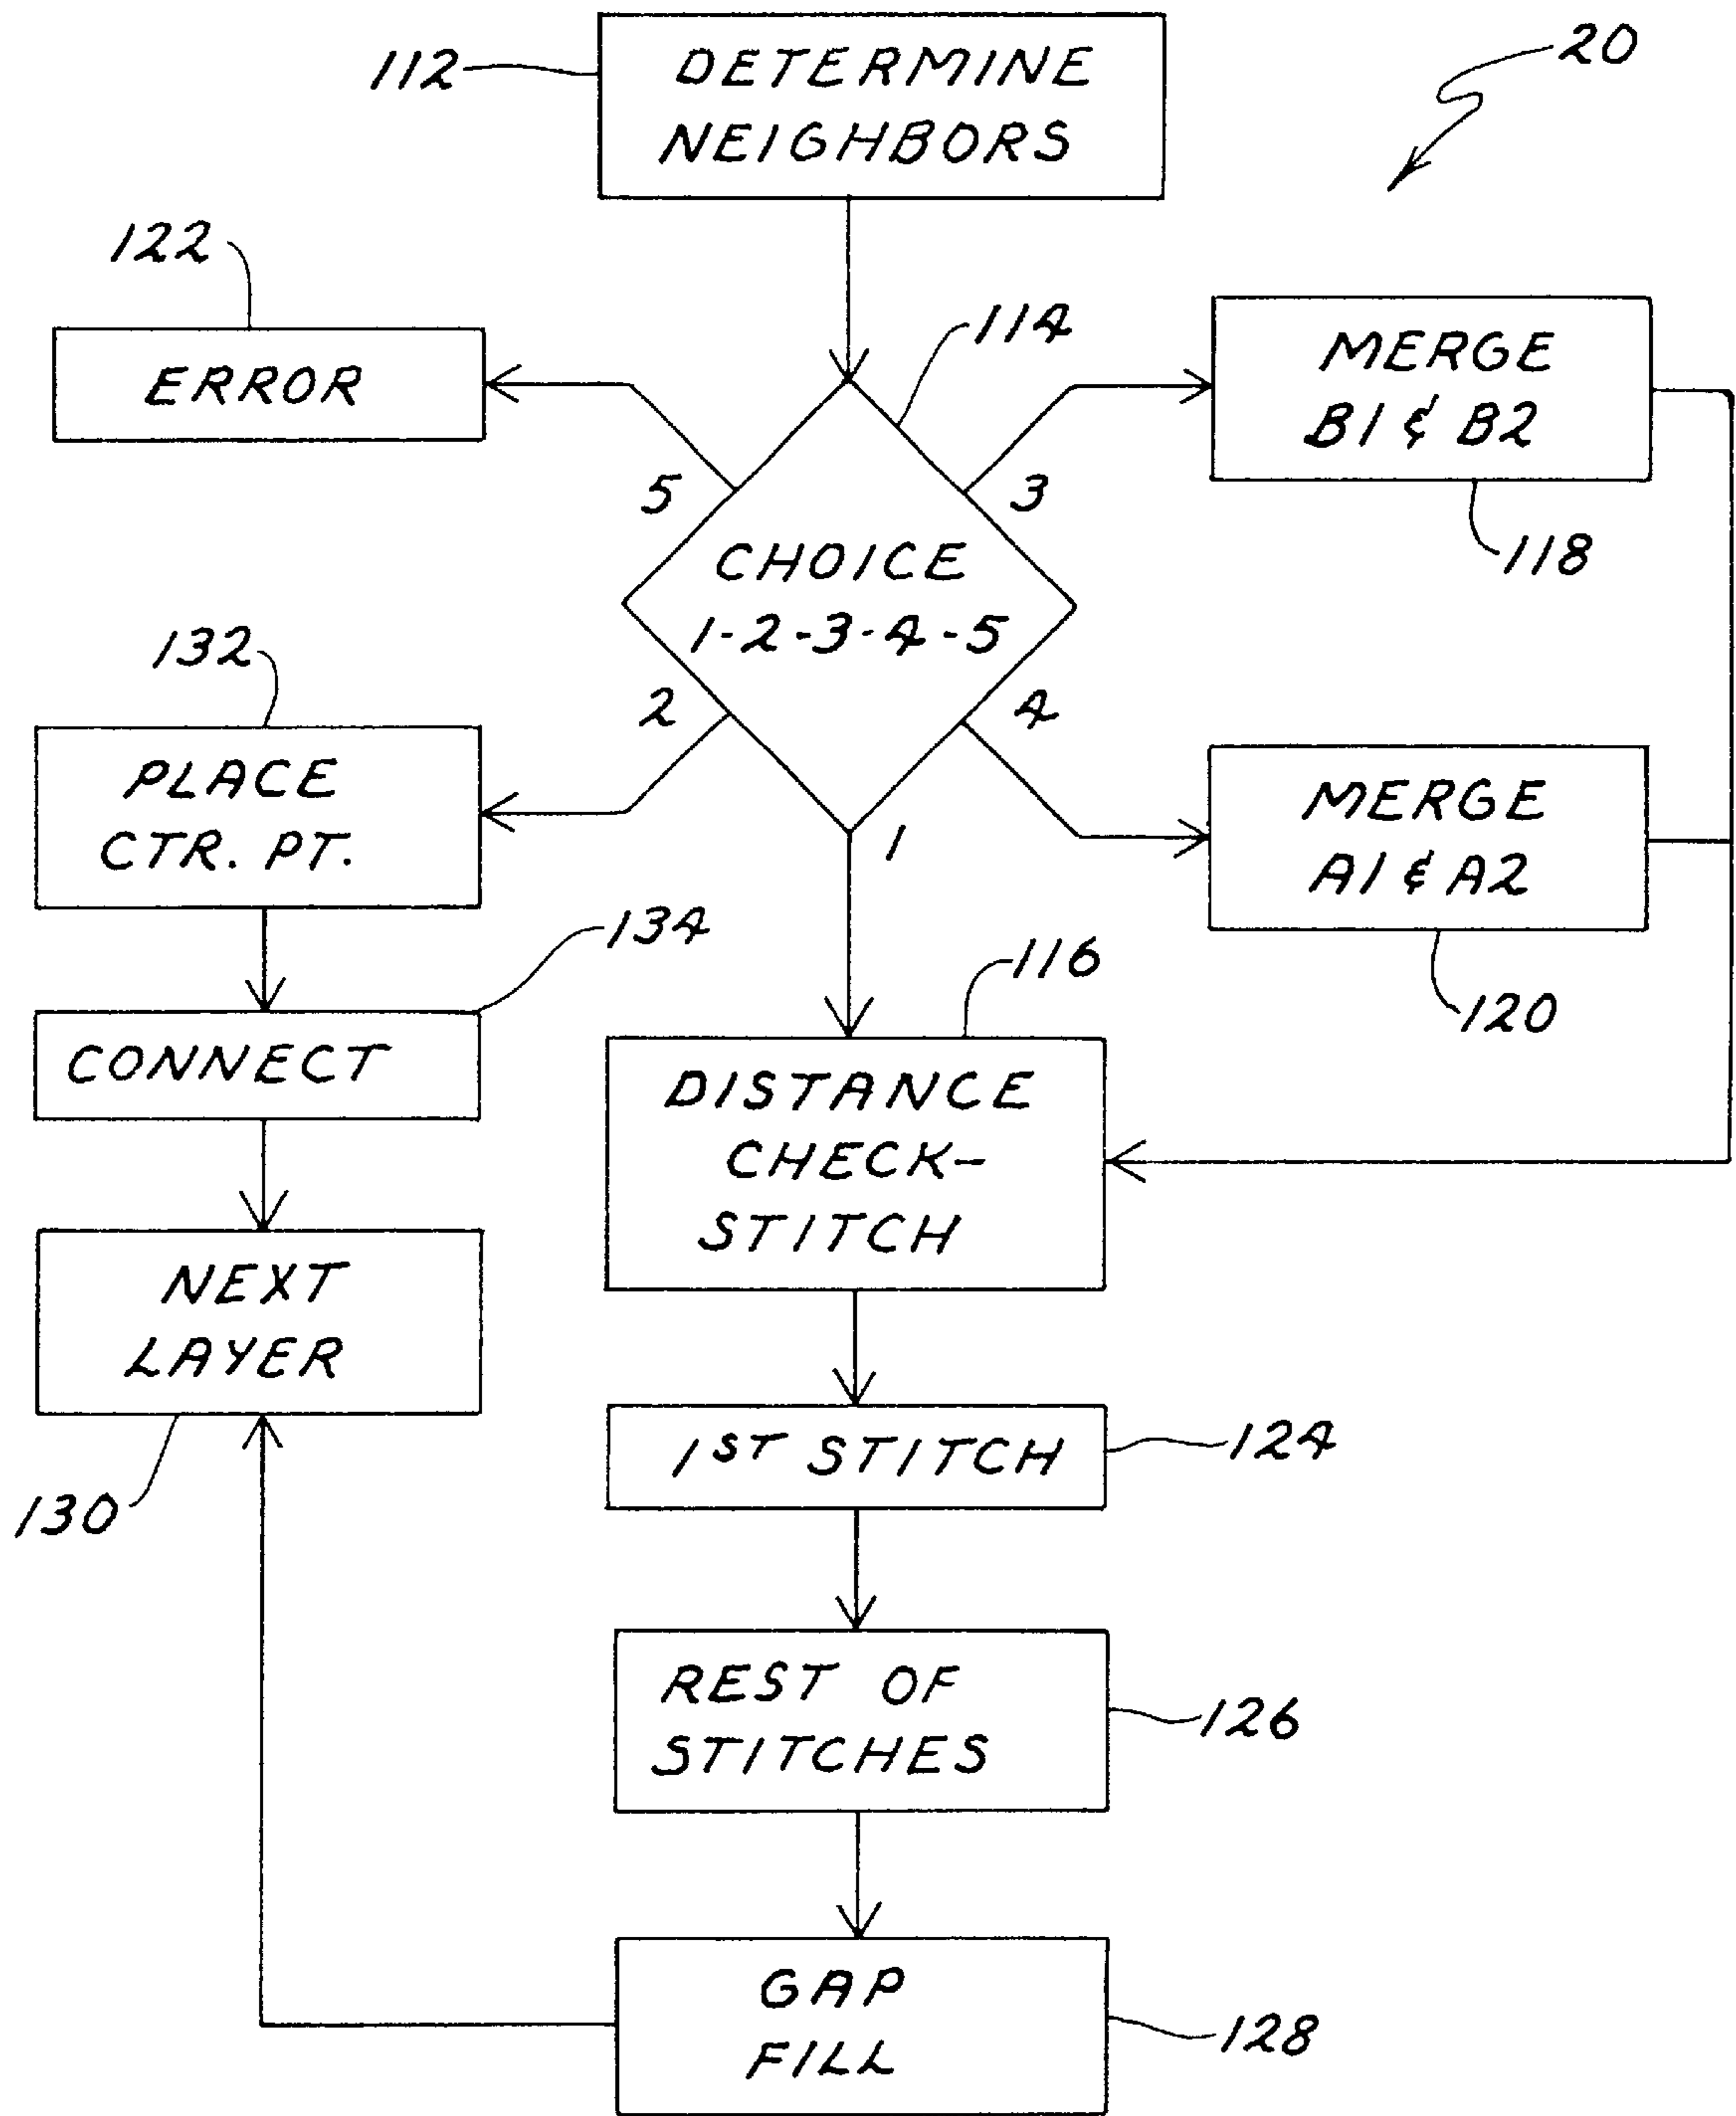 112
DETERMINE
NEIGHBORS
20
122
ERROR
114
MERGE
B1 & B2
118
5
3
CHOICE
1-2-3-4-5
2
4
1
132
PLACE
CTR. PT.
MERGE
A1 & A2
120
134
CONNECT
116
DISTANCE
CHECK-
STITCH
NEXT
LAYER
130
1ST STITCH
124
REST OF
STITCHES
126
GAP
FILL
128